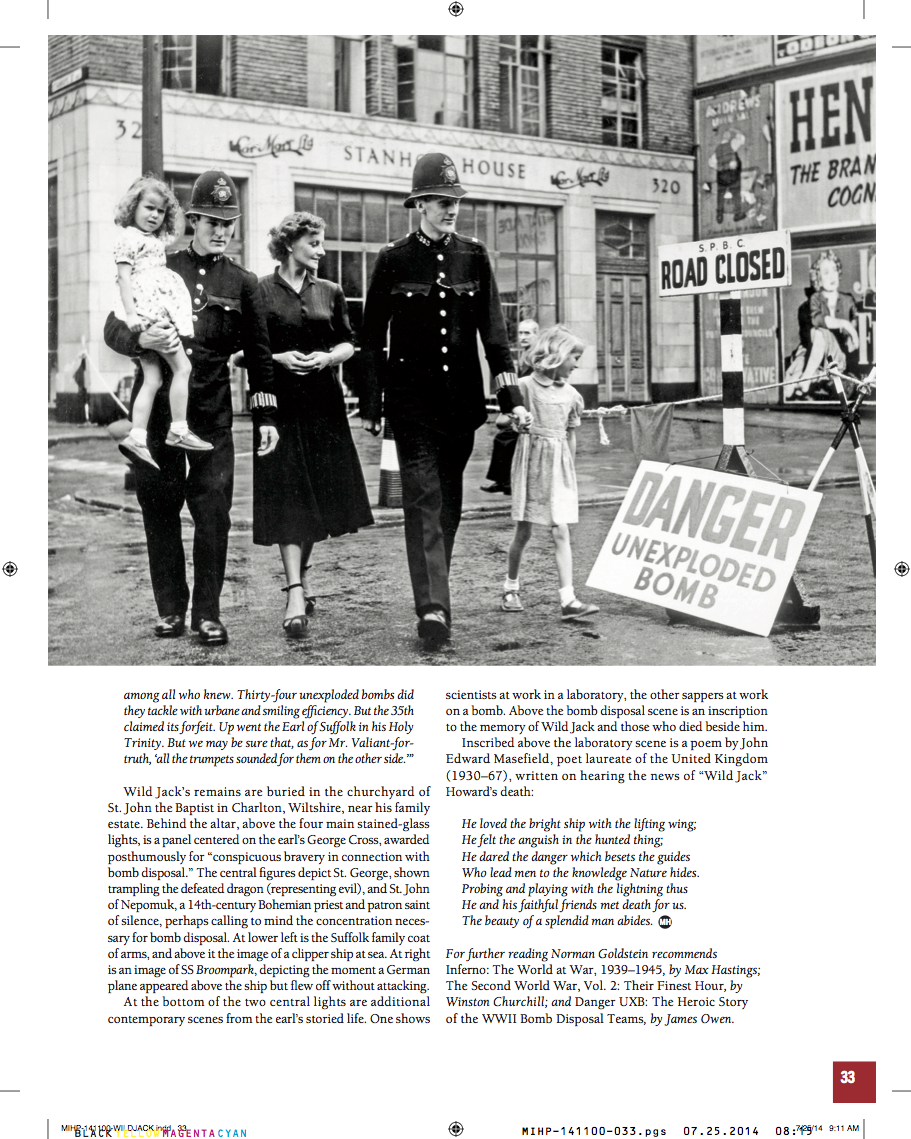 32
Car Mart Ltd
STANHO HOUSE
Car Mart Ltd
320
ANDREWS
HEN
THE BRAN
COGN
S. P. B. C.
ROAD CLOSED
DANGER
UNEXPLODED
BOMB
among all who knew. Thirty-four unexploded bombs did
they tackle with urbane and smiling efficiency. But the 35th
claimed its forfeit. Up went the Earl of Suffolk in his Holy
Trinity. But we may be sure that, as for Mr. Valiant-for-
truth, ‘all the trumpets sounded for them on the other side.’”
Wild Jack’s remains are buried in the churchyard of
St. John the Baptist in Charlton, Wiltshire, near his family
estate. Behind the altar, above the four main stained-glass
lights, is a panel centered on the earl’s George Cross, awarded
posthumously for “conspicuous bravery in connection with
bomb disposal.” The central figures depict St. George, shown
trampling the defeated dragon (representing evil), and St. John
of Nepomuk, a 14th-century Bohemian priest and patron saint
of silence, perhaps calling to mind the concentration neces-
sary for bomb disposal. At lower left is the Suffolk family coat
of arms, and above it the image of a clipper ship at sea. At right
is an image of SS Broompark, depicting the moment a German
plane appeared above the ship but flew off without attacking.
At the bottom of the two central lights are additional
contemporary scenes from the earl’s storied life. One shows
scientists at work in a laboratory, the other sappers at work
on a bomb. Above the bomb disposal scene is an inscription
to the memory of Wild Jack and those who died beside him.
Inscribed above the laboratory scene is a poem by John
Edward Masefield, poet laureate of the United Kingdom
(1930–67), written on hearing the news of “Wild Jack”
Howard’s death:
He loved the bright ship with the lifting wing;
He felt the anguish in the hunted thing;
He dared the danger which besets the guides
Who lead men to the knowledge Nature hides.
Probing and playing with the lightning thus
He and his faithful friends met death for us.
The beauty of a splendid man abides. MH
For further reading Norman Goldstein recommends
Inferno: The World at War, 1939–1945, by Max Hastings;
The Second World War, Vol. 2: Their Finest Hour, by
Winston Churchill; and Danger UXB: The Heroic Story
of the WWII Bomb Disposal Teams, by James Owen.
33
MIHP-141100-WILDJACK.indd 33
BLACK YELLOW MAGENTA CYAN
MIHP-141100-033.pgs 07.25.2014 08:15
7/25/14 9:11 AM